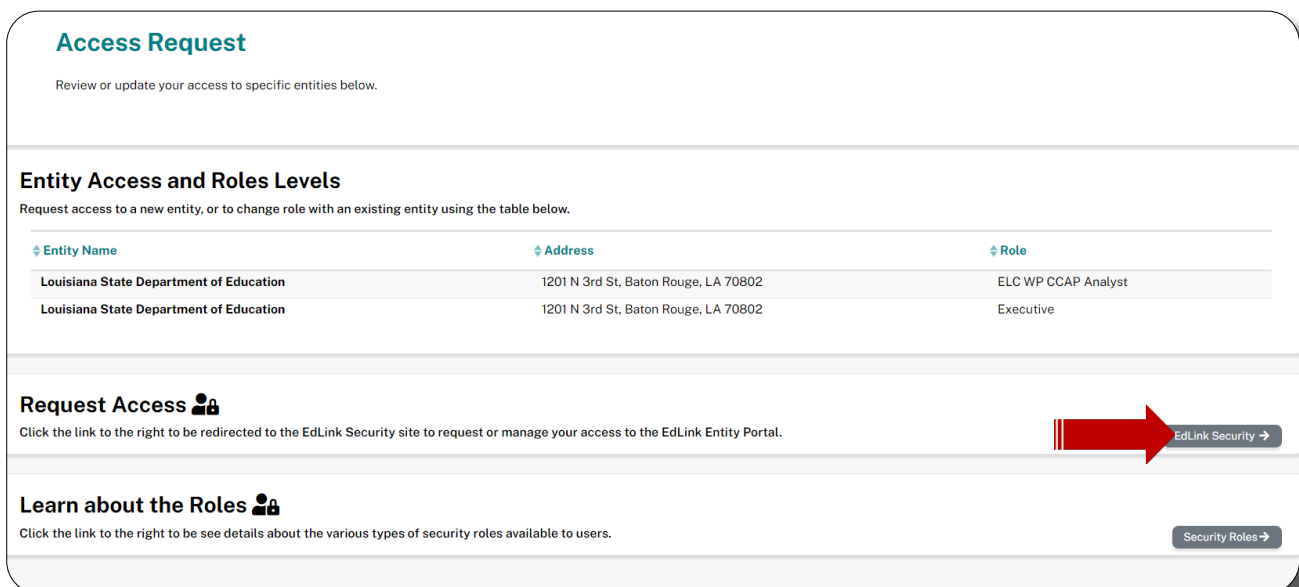 Access Request
Review or update your access to specific entities below.
Entity Access and Roles Levels
Request access to a new entity, or to change role with an existing entity using the table below.
Entity Name Address Role
Louisiana State Department of Education 1201 N 3rd St, Baton Rouge, LA 70802 ELC WP CCAP Analyst
Louisiana State Department of Education 1201 N 3rd St, Baton Rouge, LA 70802 Executive
Request Access
Click the link to the right to be redirected to the EdLink Security site to request or manage your access to the EdLink Entity Portal.
EdLink Security →
Learn about the Roles
Click the link to the right to be see details about the various types of security roles available to users.
Security Roles →